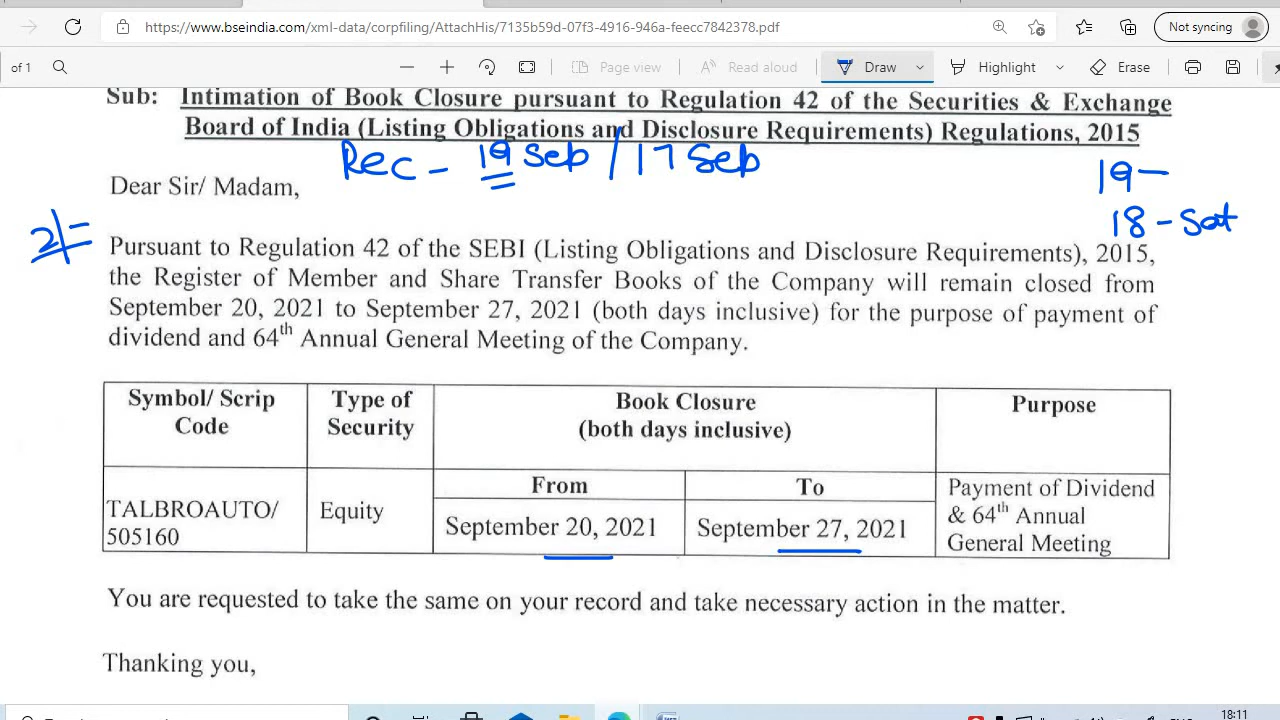 https://www.bseindia.com/xml-data/corpfiling/AttachHis/7135b59d-07f3-4916-946a-feecc7842378.pdf
Not syncing
of 1
Page view
Read aloud
Draw
Highlight
Erase
Sub: Intimation of Book Closure pursuant to Regulation 42 of the Securities & Exchange
Board of India (Listing Obligations and Disclosure Requirements) Regulations, 2015
Rec - 19 Seb / 17 Seb
19 -
Dear Sir/ Madam,
18 - Sat
2/=
Pursuant to Regulation 42 of the SEBI (Listing Obligations and Disclosure Requirements), 2015,
the Register of Member and Share Transfer Books of the Company will remain closed from
September 20, 2021 to September 27, 2021 (both days inclusive) for the purpose of payment of
dividend and 64th Annual General Meeting of the Company.
Symbol/ Scrip Code
Type of Security
Book Closure
(both days inclusive)
Purpose
From
To
TALBROAUTO/
505160
Equity
September 20, 2021
September 27, 2021
Payment of Dividend
& 64th Annual
General Meeting
You are requested to take the same on your record and take necessary action in the matter.
Thanking you,
18:11